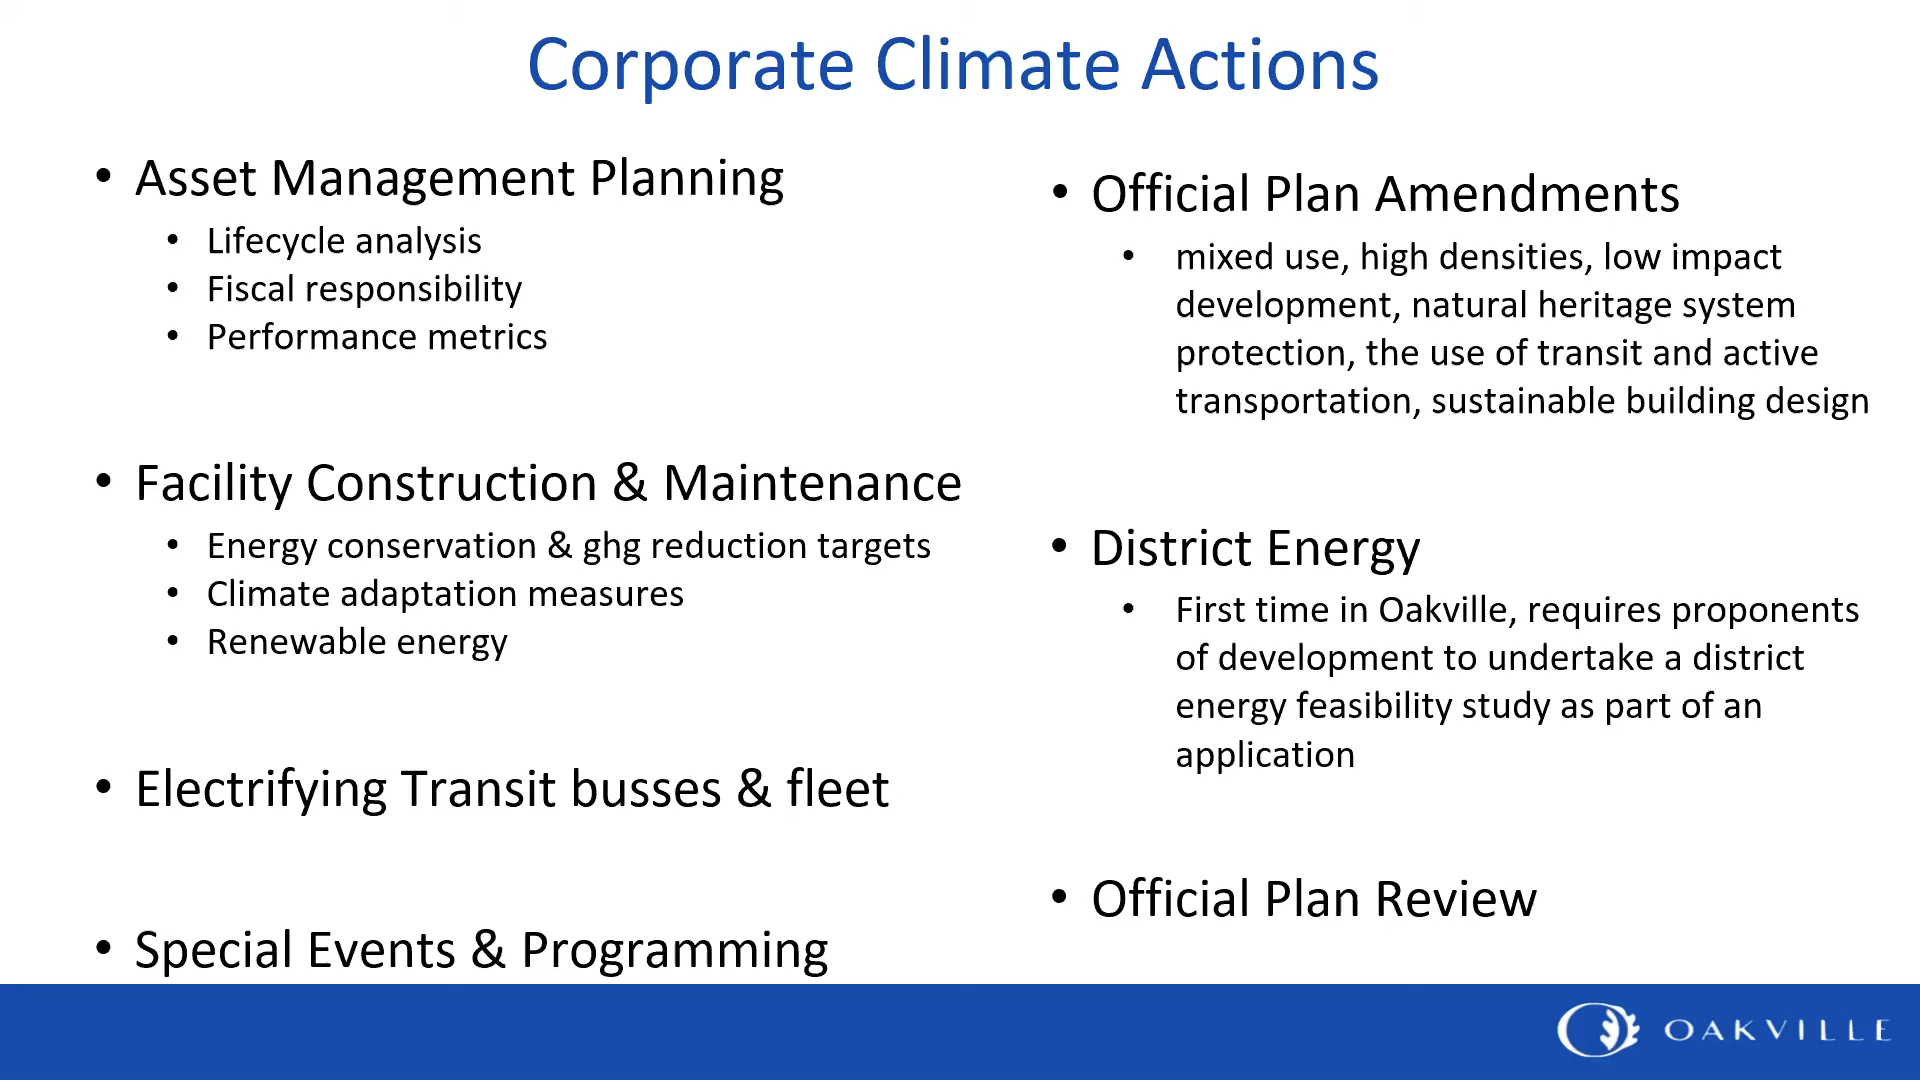 Corporate Climate Actions
• Asset Management Planning
• Lifecycle analysis
• Fiscal responsibility
• Performance metrics
• Facility Construction & Maintenance
• Energy conservation & ghg reduction targets
• Climate adaptation measures
• Renewable energy
• Electrifying Transit busses & fleet
• Special Events & Programming
• Official Plan Amendments
• mixed use, high densities, low impact
development, natural heritage system
protection, the use of transit and active
transportation, sustainable building design
• District Energy
• First time in Oakville, requires proponents
of development to undertake a district
energy feasibility study as part of an
application
• Official Plan Review
OAKVILLE